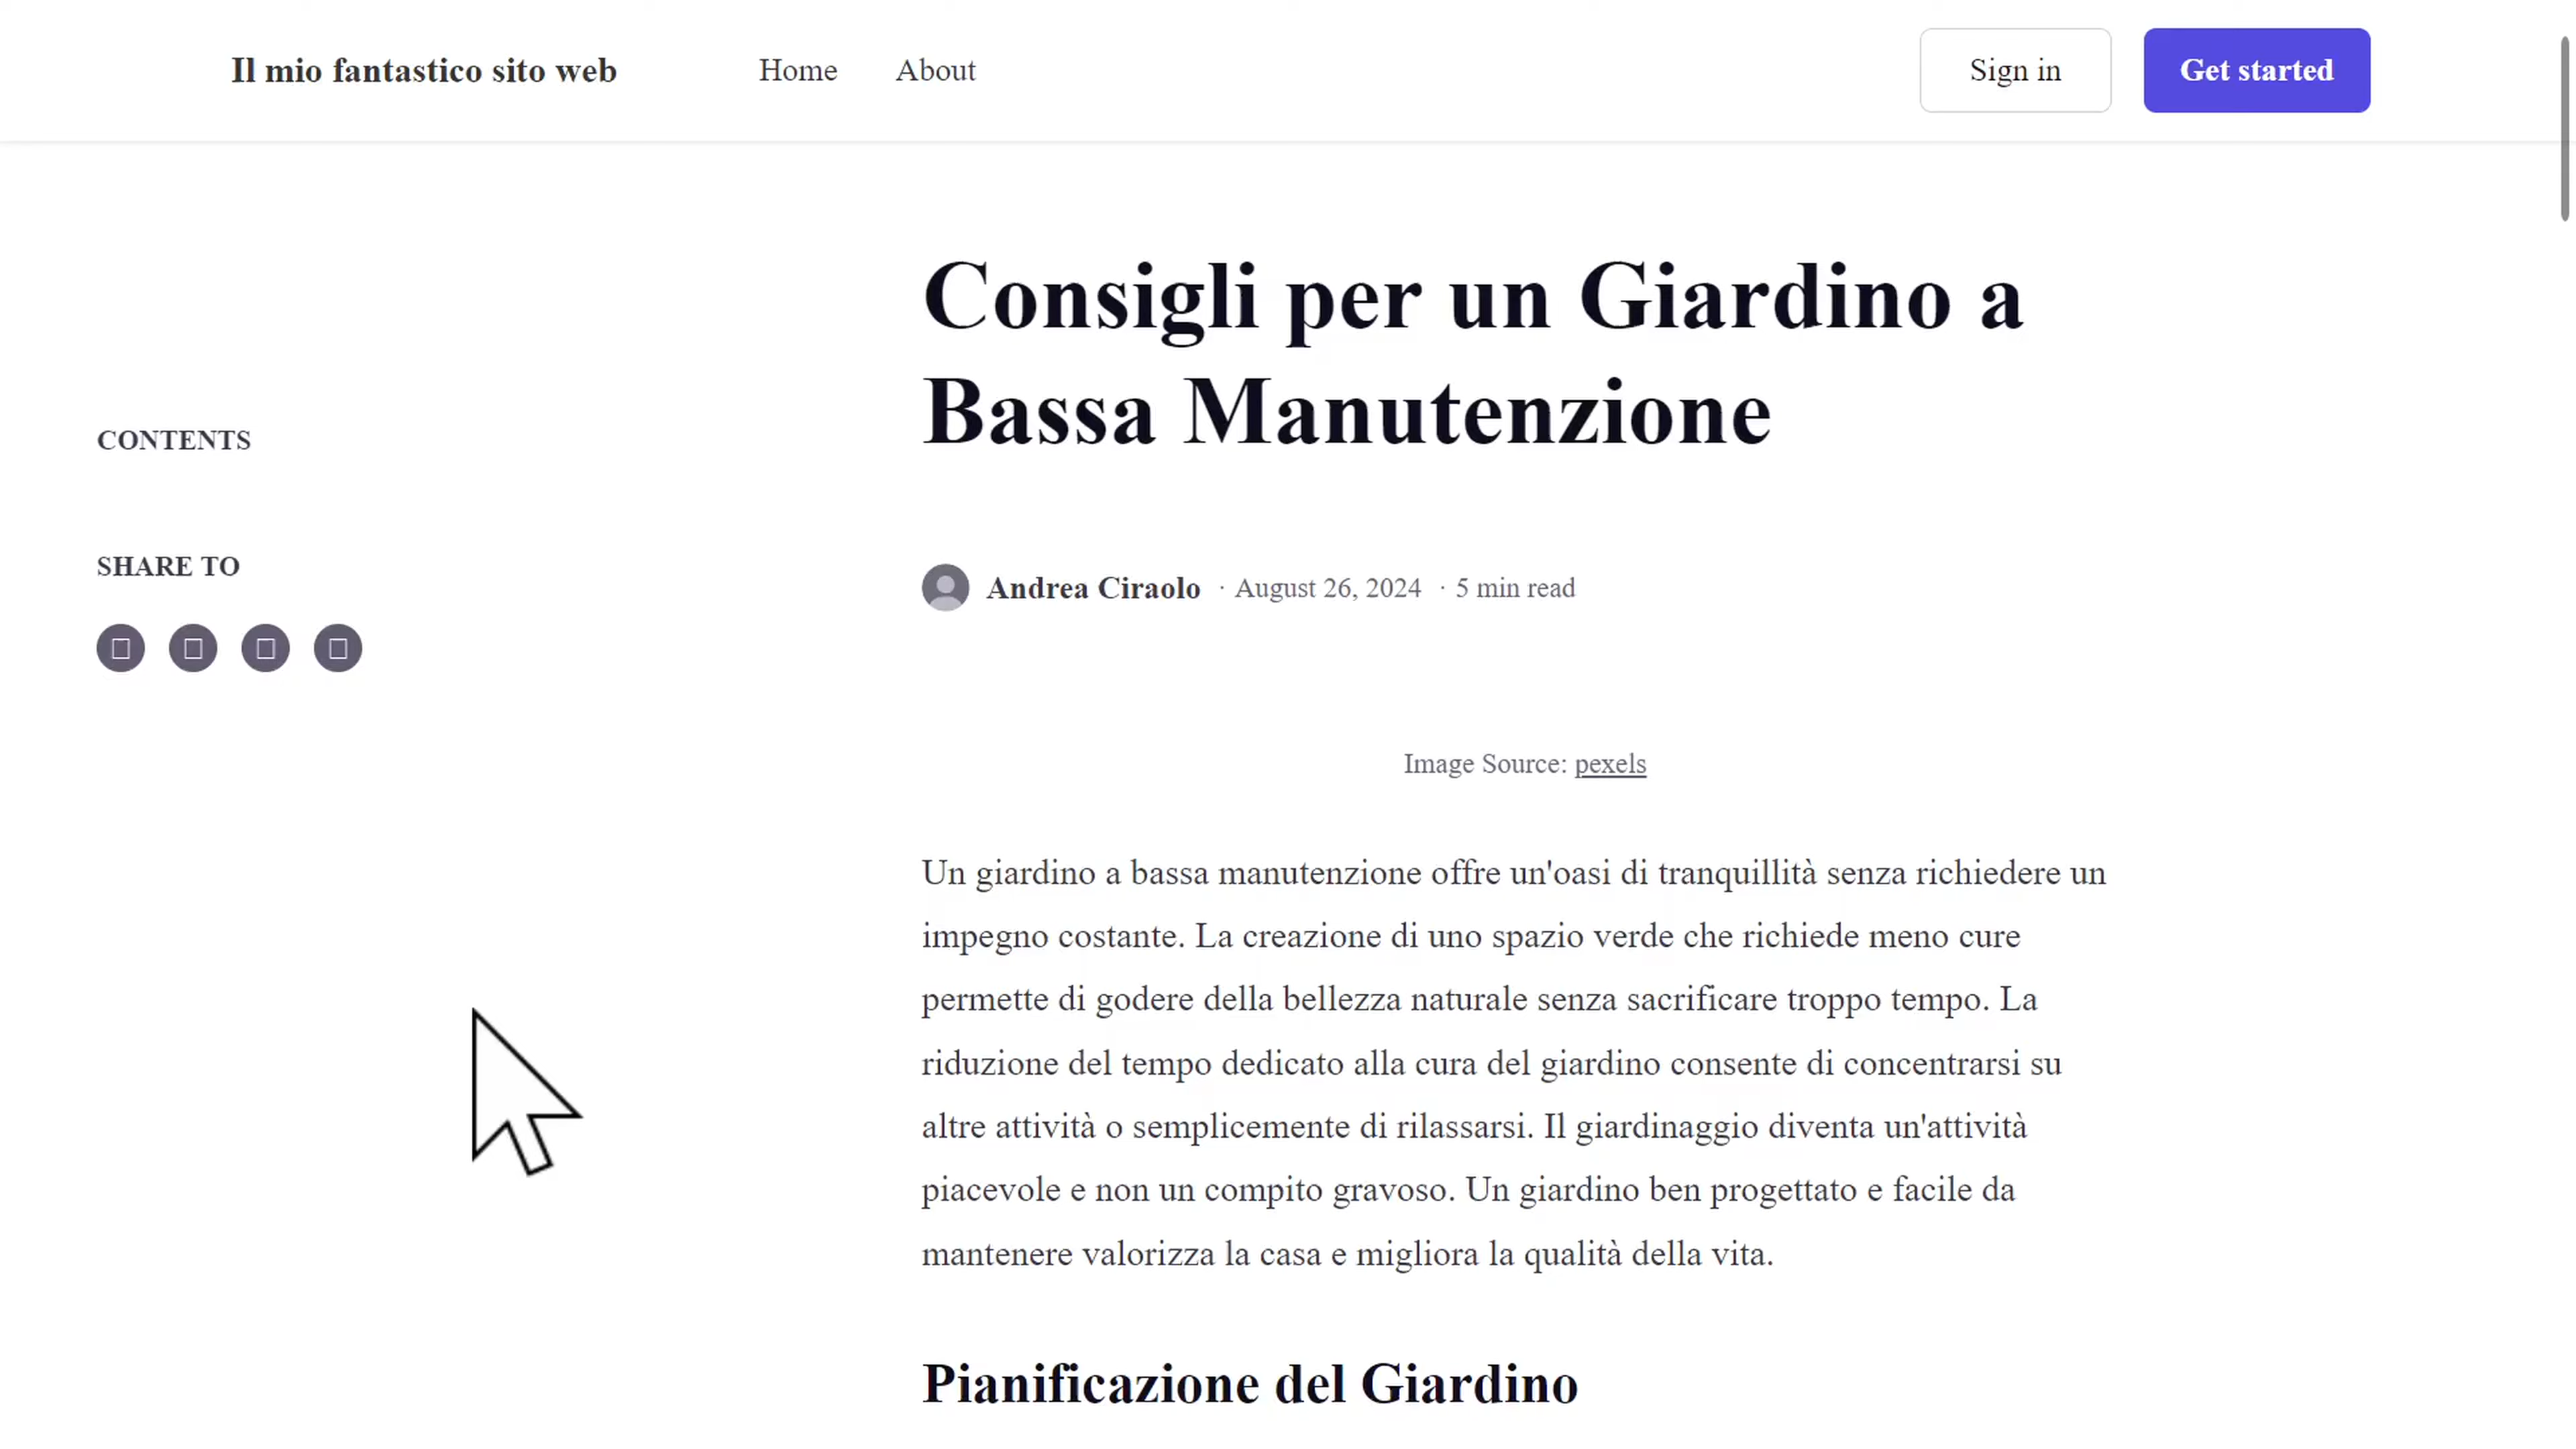 Il mio fantastico sito web
Home
About
Sign in
Get started
Consigli per un Giardino a
Bassa Manutenzione
CONTENTS
SHARE TO
Andrea Ciraolo · August 26, 2024 · 5 min read
Image Source: pexels
Un giardino a bassa manutenzione offre un'oasi di tranquillità senza richiedere un
impegno costante. La creazione di uno spazio verde che richiede meno cure
permette di godere della bellezza naturale senza sacrificare troppo tempo. La
riduzione del tempo dedicato alla cura del giardino consente di concentrarsi su
altre attività o semplicemente di rilassarsi. Il giardinaggio diventa un'attività
piacevole e non un compito gravoso. Un giardino ben progettato e facile da
mantenere valorizza la casa e migliora la qualità della vita.
Pianificazione del Giardino